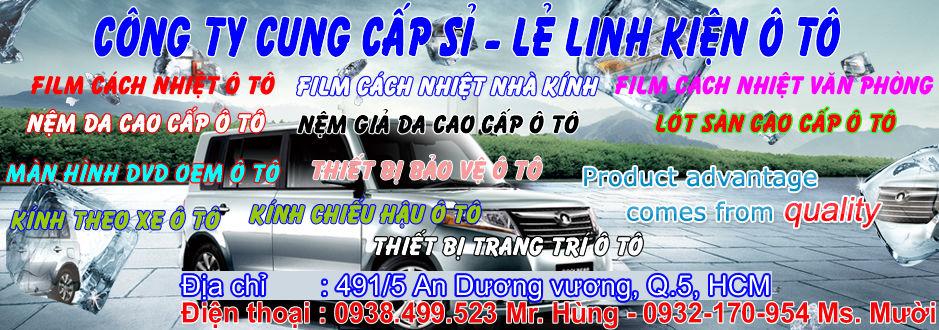 CÔNG TY CUNG CẤP SỈ - LẺ LINH KIỆN Ô TÔ
FILM CÁCH NHIỆT Ô TÔ FILM CÁCH NHIỆT NHÀ KÍNH FILM CÁCH NHIỆT VĂN PHÒNG
NỆM DA CAO CẤP Ô TÔ NỆM GIẢ DA CAO CẤP Ô TÔ LÓT SÀN CAO CẤP Ô TÔ
MÀN HÌNH DVD OEM Ô TÔ THIẾT BỊ BẢO VỆ Ô TÔ
Product advantage
comes from quality
KÍNH THEO XE Ô TÔ KÍNH CHIẾU HẬU Ô TÔ
THIẾT BỊ TRANG TRÍ Ô TÔ
Địa chỉ : 491/5 An Dương vương, Q.5, HCM
Điện thoại : 0938.499.523 Mr. Hùng - 0932-170-954 Ms. Mười